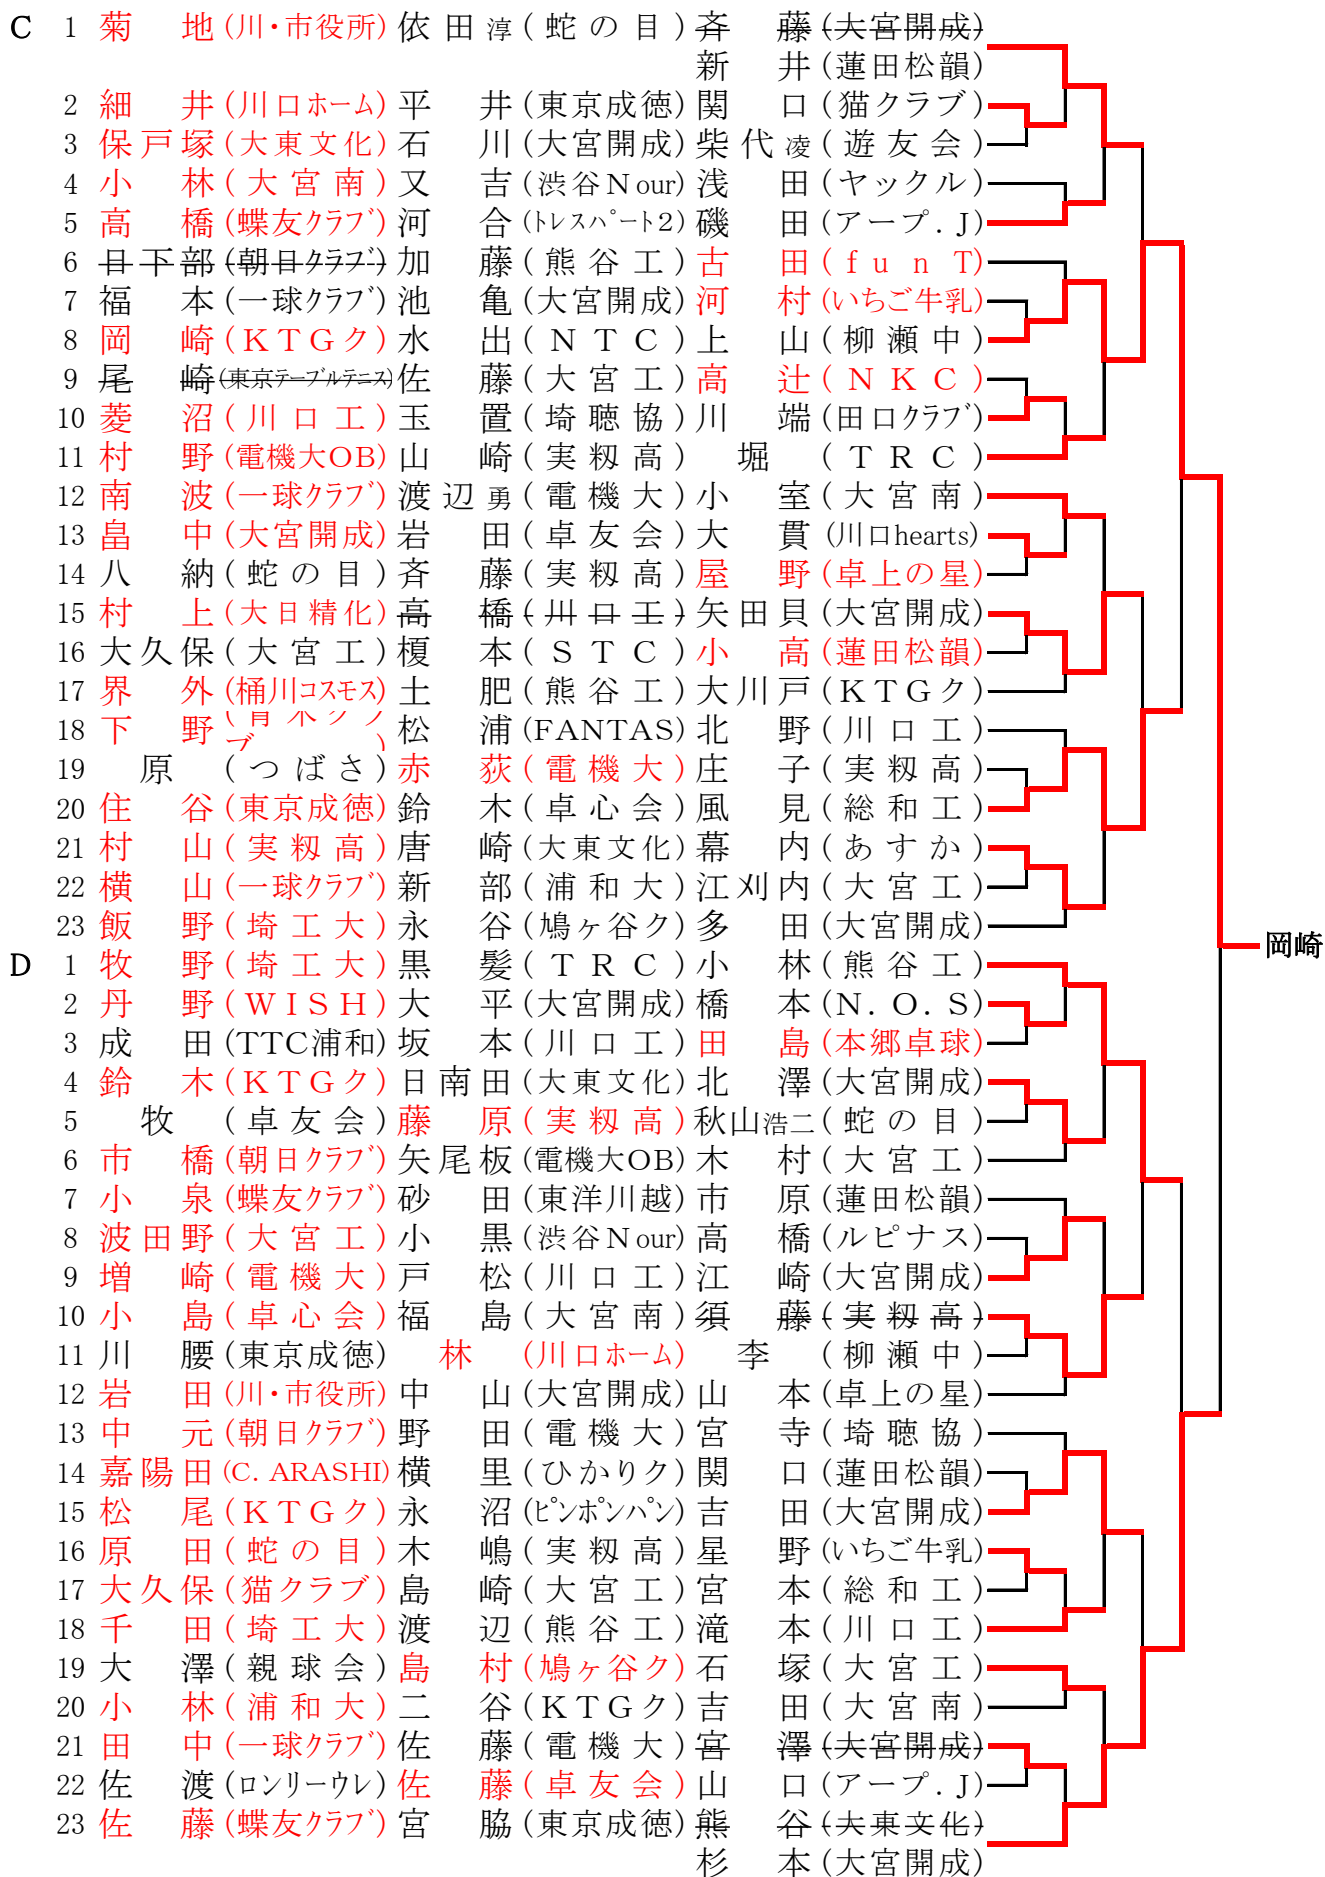 C 1 菊地(川・市役所) 依田淳(蛇の目) 斉藤(大宮開成)
新井(蓮田松韻)
2 細井(川口ホーム) 平井(東京成徳) 関口(猫クラブ)
3 保戸塚(大東文化) 石川(大宮開成) 柴代凌(遊友会)
4 小林(大宮南) 又吉(渋谷Nour) 浅田(ヤックル)
5 高橋(蝶友クラブ) 河合(トレスパート2) 磯田(アープ.J)
6 日下部(朝日クラブ) 加藤(熊谷工) 古田(funT)
7 福本(一球クラブ) 池亀(大宮開成) 河村(いちご牛乳)
8 岡崎(KTGク) 水出(NTC) 上山(柳瀬中)
9 尾崎(東京テーブルテニス) 佐藤(大宮工) 高辻(NKC)
10 菱沼(川口工) 玉置(埼聴協) 川端(田口クラブ)
11 村野(電機大OB) 山崎(実籾高) 堀(TRC)
12 南波(一球クラブ) 渡辺勇(電機大) 小室(大宮南)
13 畠中(大宮開成) 岩田(卓友会) 大貫(川口hearts)
14 八納(蛇の目) 斉藤(実籾高) 屋野(卓上の星)
15 村上(大日精化) 高橋(川口工) 矢田貝(大宮開成)
16 大久保(大宮工) 榎本(STC) 小高(蓮田松韻)
17 界外(桶川コスモス) 土肥(熊谷工) 大川戸(KTGク)
18 下野(青木クラブ) 松浦(FANTAS) 北野(川口工)
19 原(つばさ) 赤荻(電機大) 庄子(実籾高)
20 住谷(東京成徳) 鈴木(卓心会) 風見(総和工)
21 村山(実籾高) 唐崎(大東文化) 幕内(あすか)
22 横山(一球クラブ) 新部(浦和大) 江刈内(大宮工)
23 飯野(埼工大) 永谷(鳩ヶ谷ク) 多田(大宮開成)
岡崎
D 1 牧野(埼工大) 黒髪(TRC) 小林(熊谷工)
2 丹野(WISH) 大平(大宮開成) 橋本(N.O.S)
3 成田(TTC浦和) 坂本(川口工) 田島(本郷卓球)
4 鈴木(KTGク) 日南田(大東文化) 北澤(大宮開成)
5 牧(卓友会) 藤原(実籾高) 秋山浩二(蛇の目)
6 市橋(朝日クラブ) 矢尾板(電機大OB) 木村(大宮工)
7 小泉(蝶友クラブ) 砂田(東洋川越) 市原(蓮田松韻)
8 波田野(大宮工) 小黒(渋谷Nour) 高橋(ルピナス)
9 増崎(電機大) 戸松(川口工) 江崎(大宮開成)
10 小島(卓心会) 福島(大宮南) 須藤(実籾高)
11 川腰(東京成徳) 林(川口ホーム) 李(柳瀬中)
12 岩田(川・市役所) 中山(大宮開成) 山本(卓上の星)
13 中元(朝日クラブ) 野田(電機大) 宮寺(埼聴協)
14 嘉陽田(C.ARASHI) 横里(ひかりク) 関口(蓮田松韻)
15 松尾(KTGク) 永沼(ピンポンパン) 吉田(大宮開成)
16 原田(蛇の目) 木嶋(実籾高) 星野(いちご牛乳)
17 大久保(猫クラブ) 島崎(大宮工) 宮本(総和工)
18 千田(埼工大) 渡辺(熊谷工) 滝本(川口工)
19 大澤(親球会) 島村(鳩ヶ谷ク) 石塚(大宮工)
20 小林(浦和大) 二谷(KTGク) 吉田(大宮南)
21 田中(一球クラブ) 佐藤(電機大) 宮澤(大宮開成)
22 佐渡(ロンリーウレ) 佐藤(卓友会) 山口(アープ.J)
23 佐藤(蝶友クラブ) 宮脇(東京成徳) 熊谷(大東文化)
杉本(大宮開成)